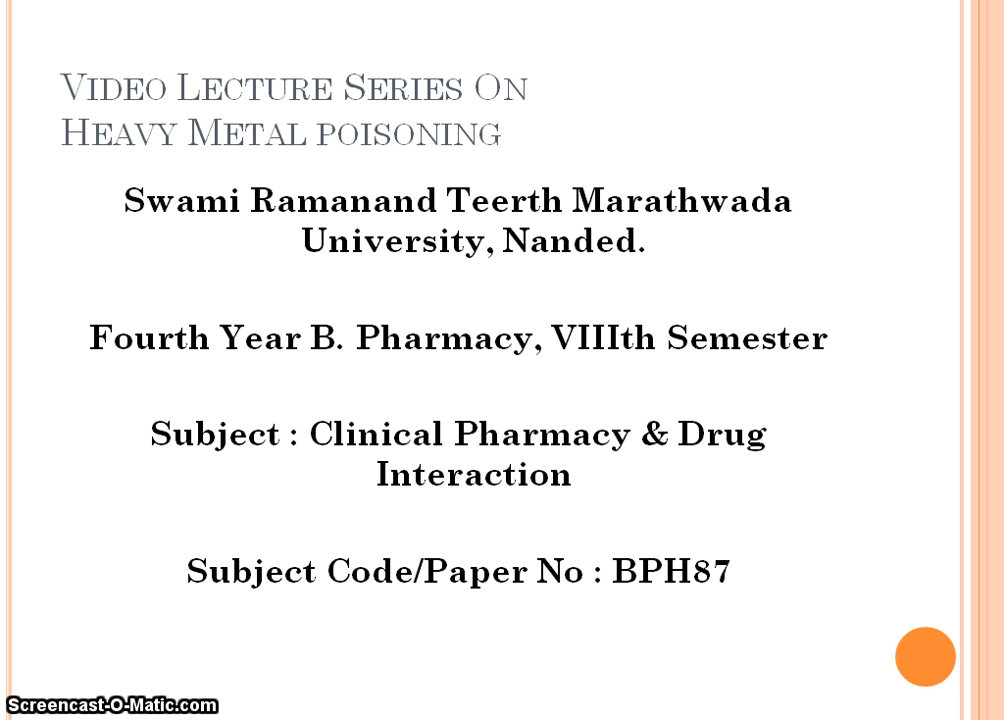 Video Lecture Series On
Heavy Metal poisoning
Swami Ramanand Teerth Marathwada
University, Nanded.
Fourth Year B. Pharmacy, VIIIth Semester
Subject : Clinical Pharmacy & Drug
Interaction
Subject Code/Paper No : BPH87
Screencast-O-Matic.com